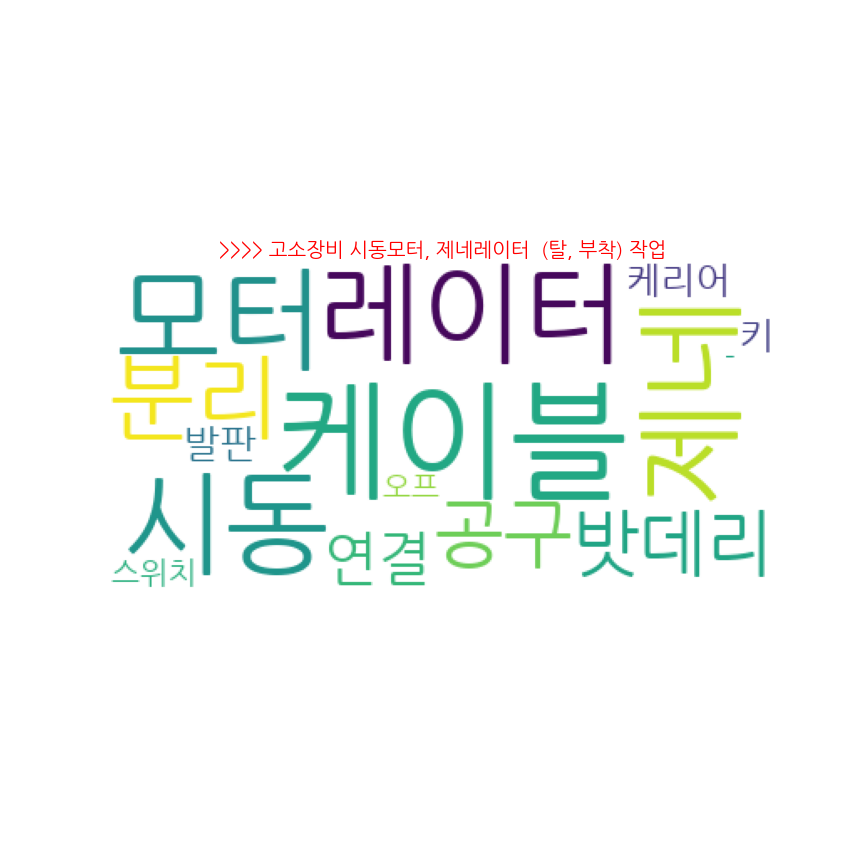 >>>> 고소장비 시동모터, 제네레이터  (탈, 부착) 작업
모터
레이터
케리어
제네
키
분리
발판
케이블
오프
시동
공구
밧데리
연결
스위치